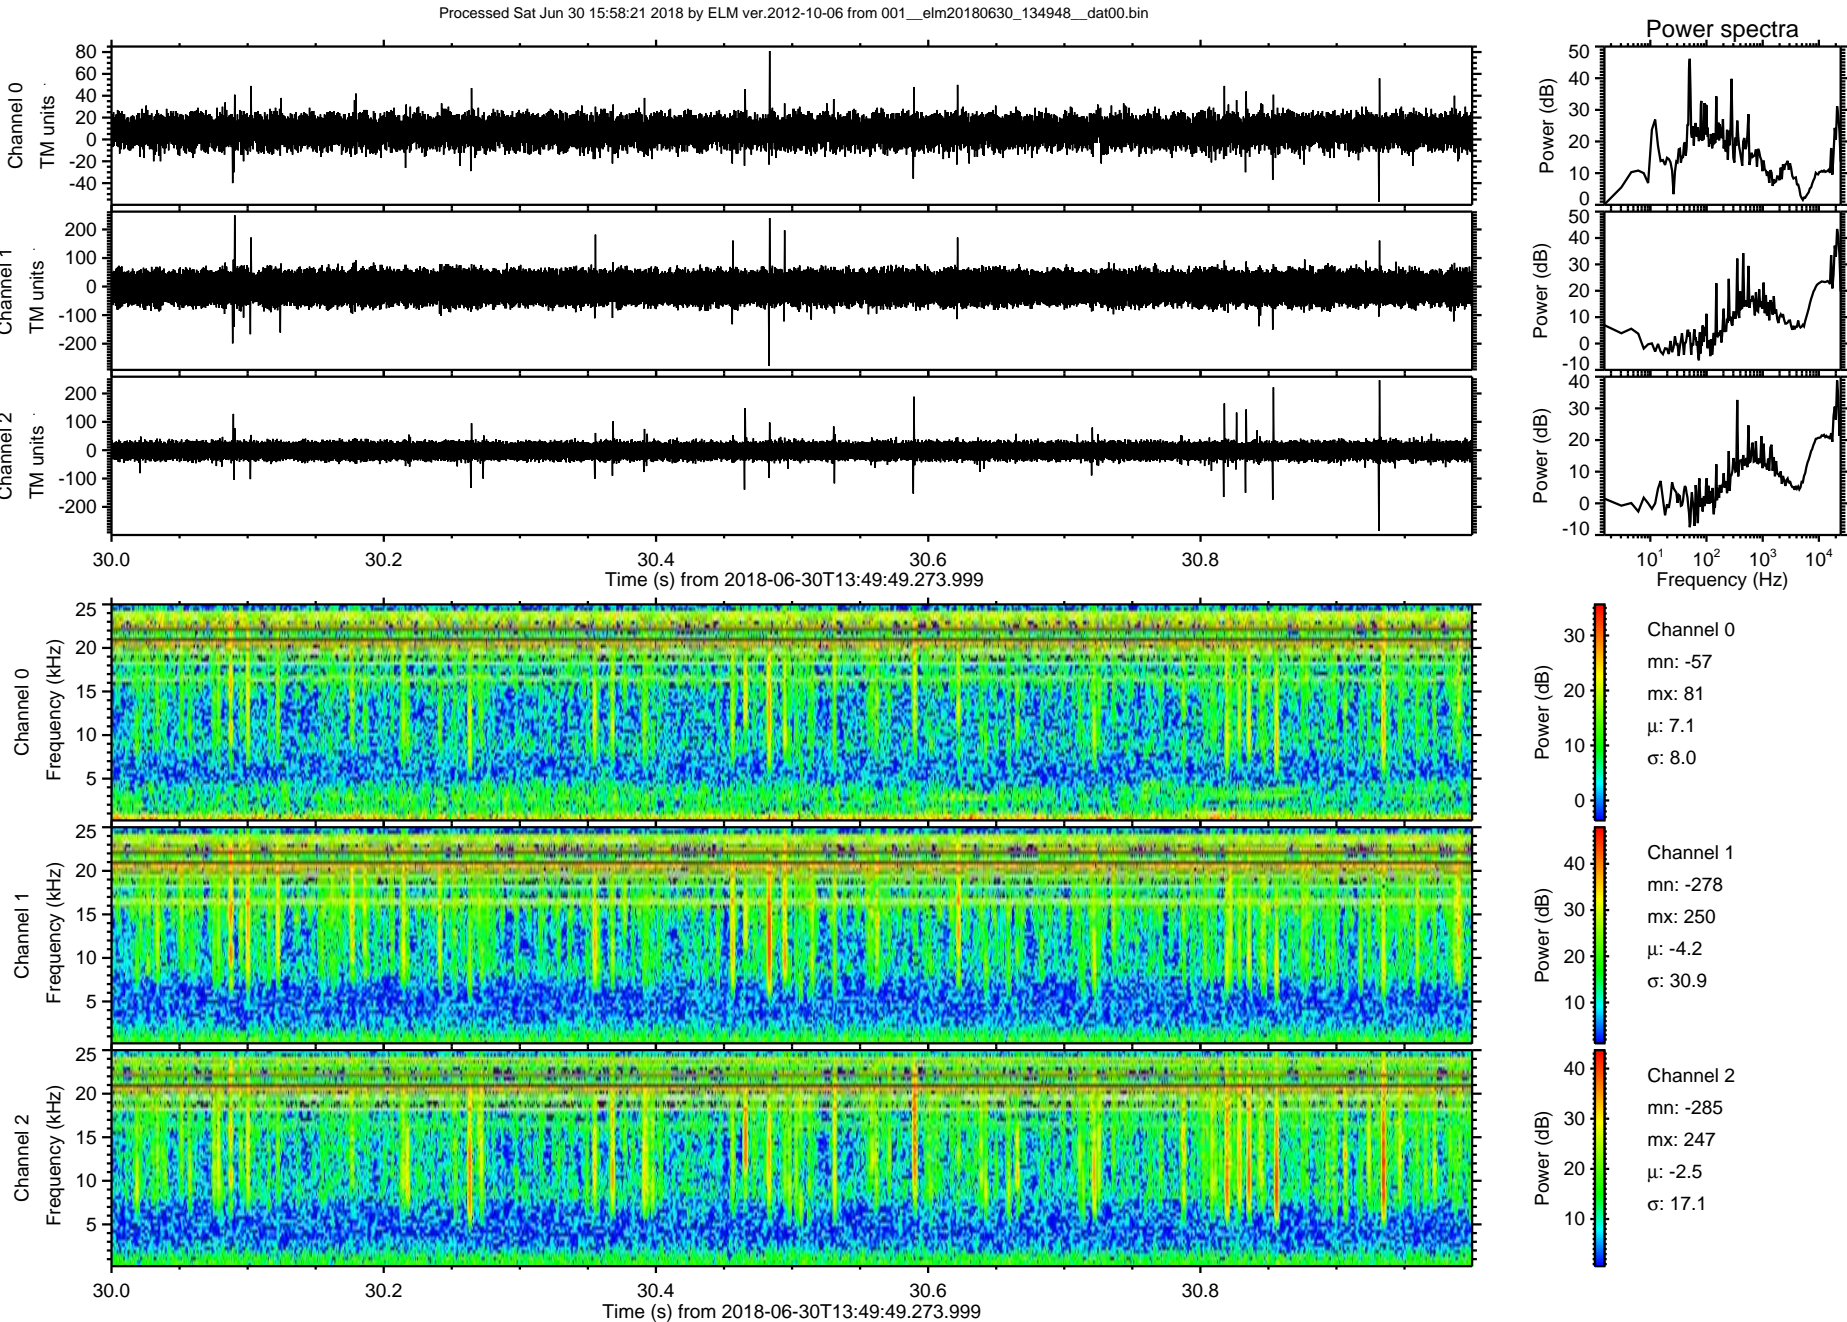 Processed Sat Jun 30 15:58:21 2018 by ELM ver.2012-10-06 from 001__elm20180630_134948__dat00.bin
Power spectra
Channel 0
TM units
80
60
40
20
0
-20
-40
Power (dB)
50
40
30
20
10
0
Channel 1
TM units
200
100
0
-100
-200
Power (dB)
50
40
30
20
10
0
-10
Channel 2
TM units
200
100
0
-100
-200
Power (dB)
40
30
20
10
0
-10
30.0 30.2 30.4 30.6 30.8
Time (s) from 2018-06-30T13:49:49.273.999
10¹ 10² 10³ 10⁴
Frequency (Hz)
Channel 0
Frequency (kHz)
25
20
15
10
5
Power (dB)
30
20
10
0
Channel 0
mn: -57
mx: 81
μ: 7.1
σ: 8.0
Channel 1
Frequency (kHz)
25
20
15
10
5
Power (dB)
40
30
20
10
Channel 1
mn: -278
mx: 250
μ: -4.2
σ: 30.9
Channel 2
Frequency (kHz)
25
20
15
10
5
Power (dB)
40
30
20
10
Channel 2
mn: -285
mx: 247
μ: -2.5
σ: 17.1
30.0 30.2 30.4 30.6 30.8
Time (s) from 2018-06-30T13:49:49.273.999